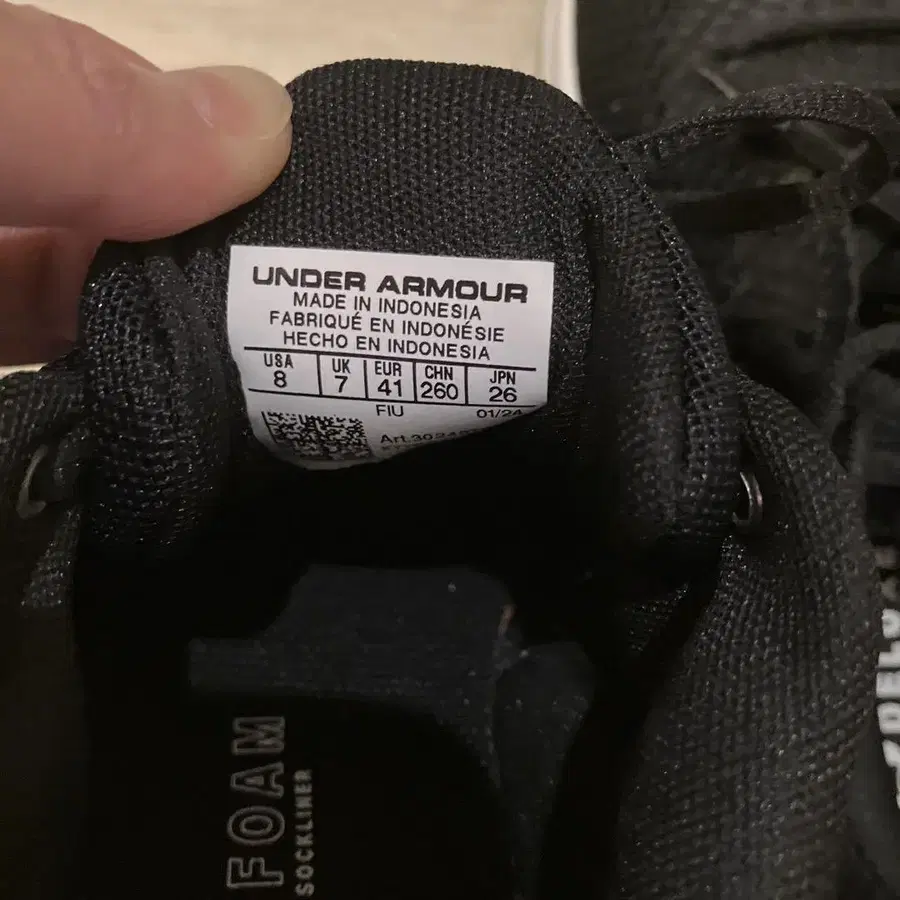 UNDER ARMOUR
MADE IN INDONESIA
FABRIQUÉ EN INDONÉSIE
HECHO EN INDONESIA
USA UK EUR CHN JPN
8 7 41 260 26
FIU 01/24
FOAM
SOCKLINER